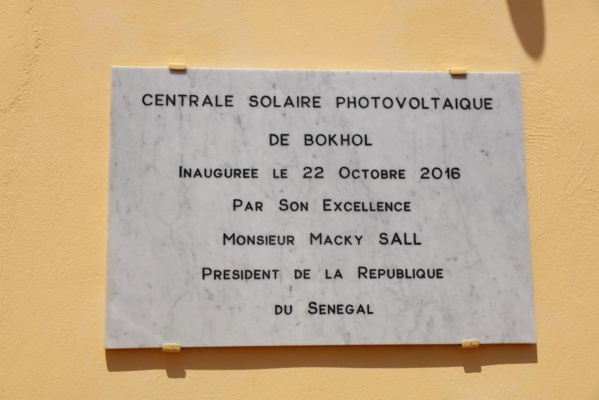 CENTRALE SOLAIRE PHOTOVOLTAIQUE
DE BOKHOL
INAUGUREE LE 22 OCTOBRE 2016
PAR SON EXCELLENCE
MONSIEUR MACKY SALL
PRESIDENT DE LA REPUBLIQUE
DU SENEGAL